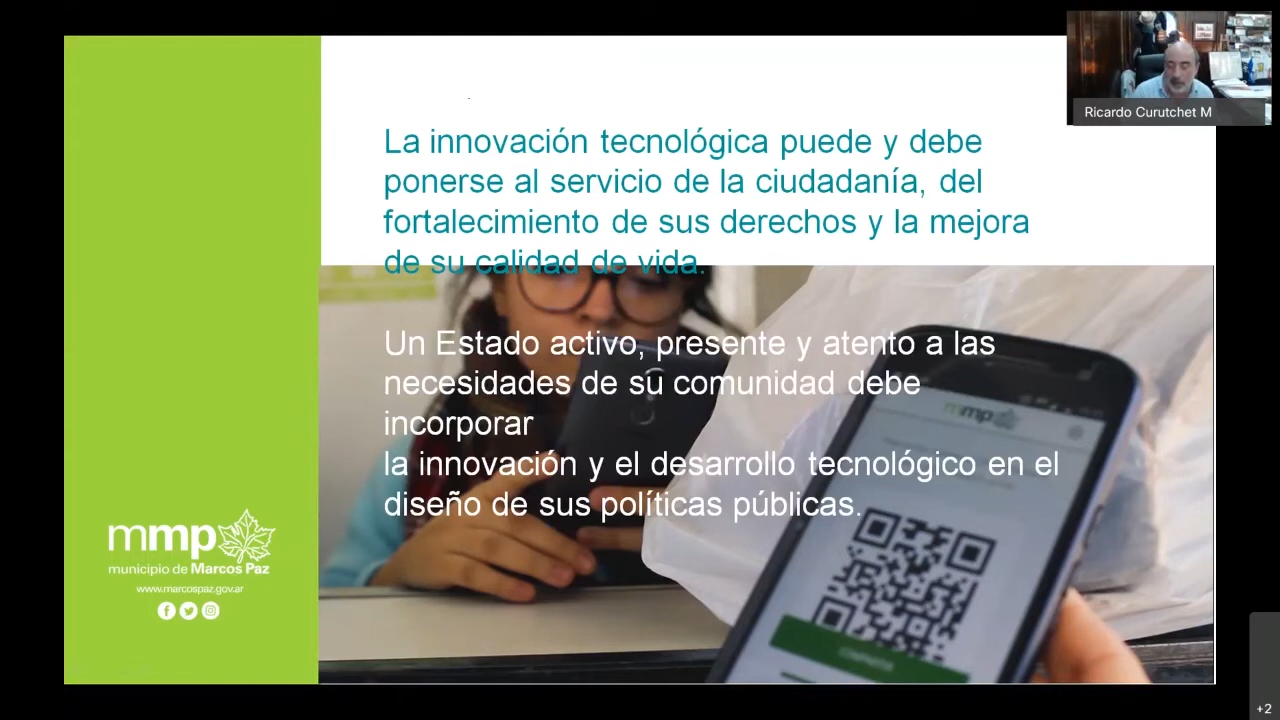 Ricardo Curutchet M
La innovación tecnológica puede y debe
ponerse al servicio de la ciudadanía, del
fortalecimiento de sus derechos y la mejora
de su calidad de vida.
Un Estado activo, presente y atento a las
necesidades de su comunidad debe
incorporar
la innovación y el desarrollo tecnológico en el
diseño de sus políticas públicas.
mmp
mmp
municipio de Marcos Paz
www.marcospaz.gov.ar
+2